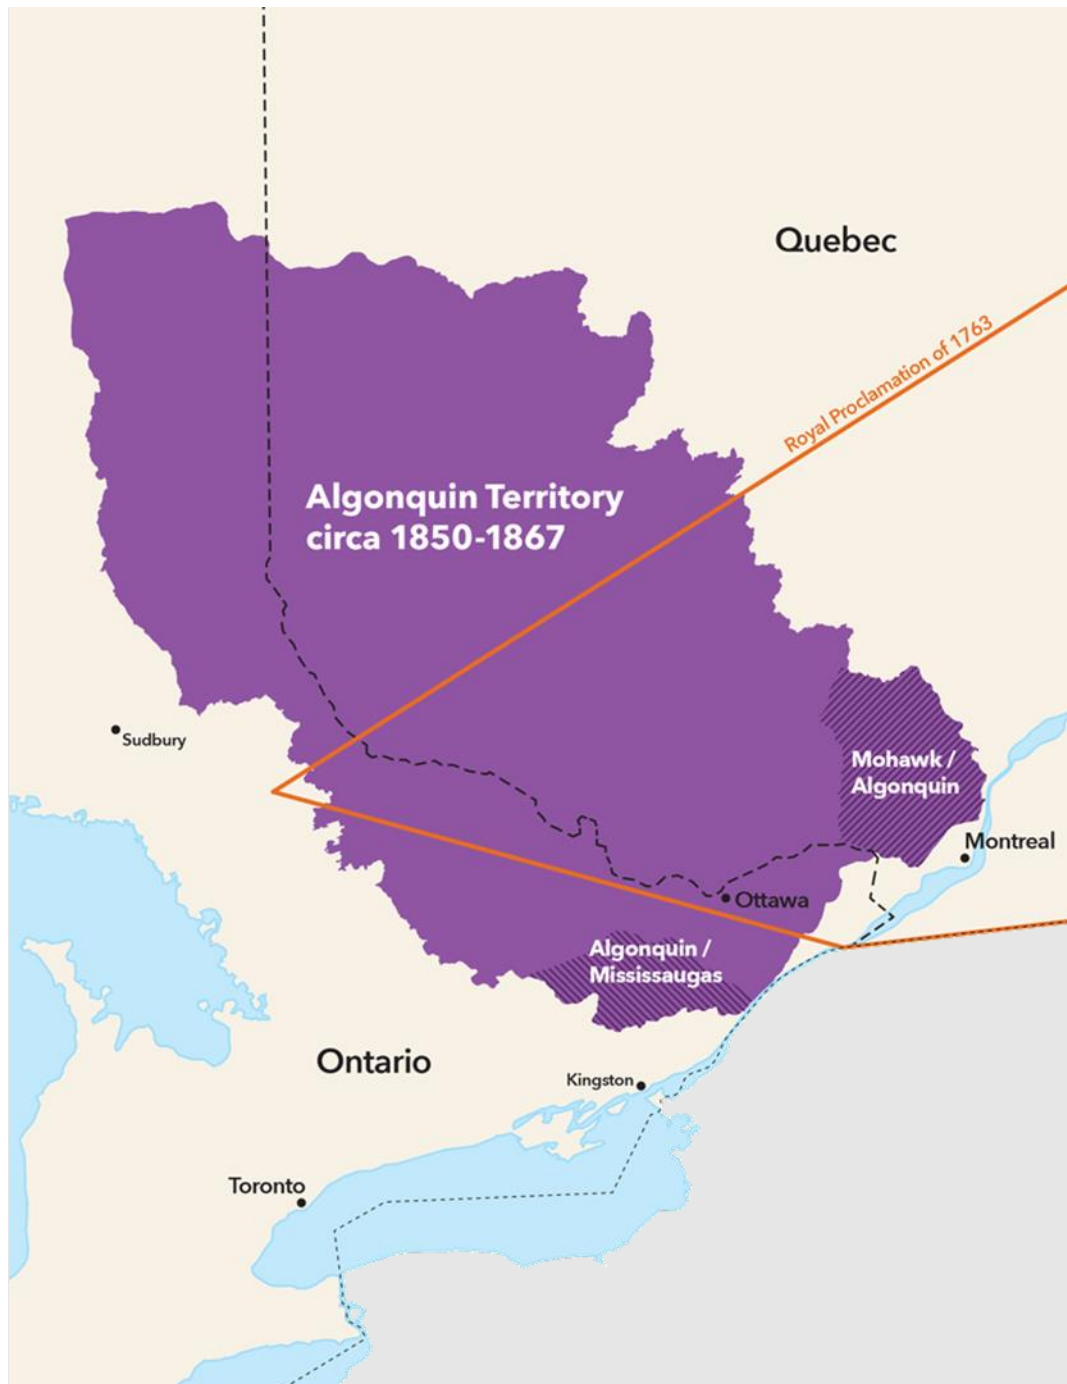 Quebec
Royal Proclamation of 1763
Algonquin Territory
circa 1850-1867
Sudbury
Mohawk /
Algonquin
Montreal
Ottawa
Algonquin /
Mississaugas
Ontario
Kingston
Toronto